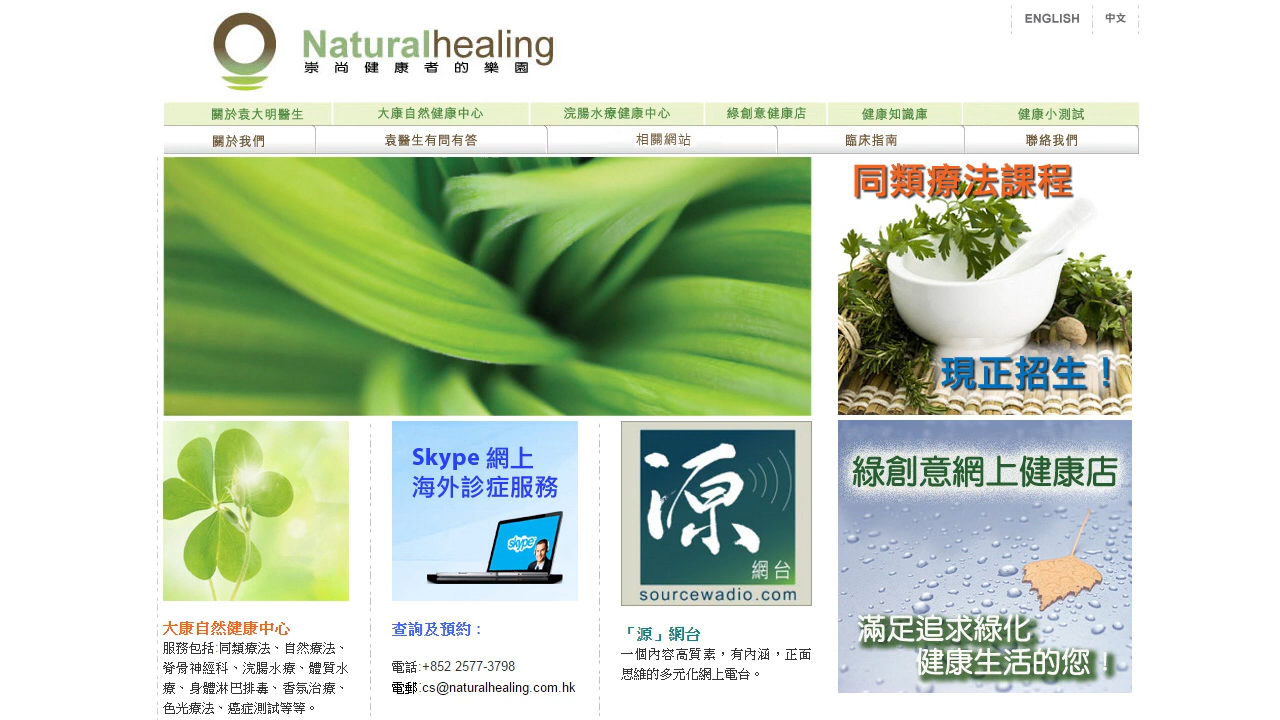 ENGLISH
中文
Naturalhealing
崇尚健康者的樂園
關於袁大明醫生
大康自然健康中心
浣腸水療健康中心
綠創意健康店
健康知識庫
健康小測試
關於我們
袁醫生有問有答
相關網站
臨床指南
聯絡我們
同類療法課程
現正招生！
Skype 網上
海外診症服務
skype
源
網台
sourcewadio.com
綠創意網上健康店
滿足追求綠化
健康生活的您！
大康自然健康中心
服務包括:同類療法、自然療法、
脊骨神經科、浣腸水療、體質水
療、身體淋巴排毒、香氛治療、
色光療法、癌症測試等等。
查詢及預約：
電話:+852 2577-3798
電郵:cs@naturalhealing.com.hk
「源」網台
一個內容高質素，有內涵，正面
思維的多元化網上電台。